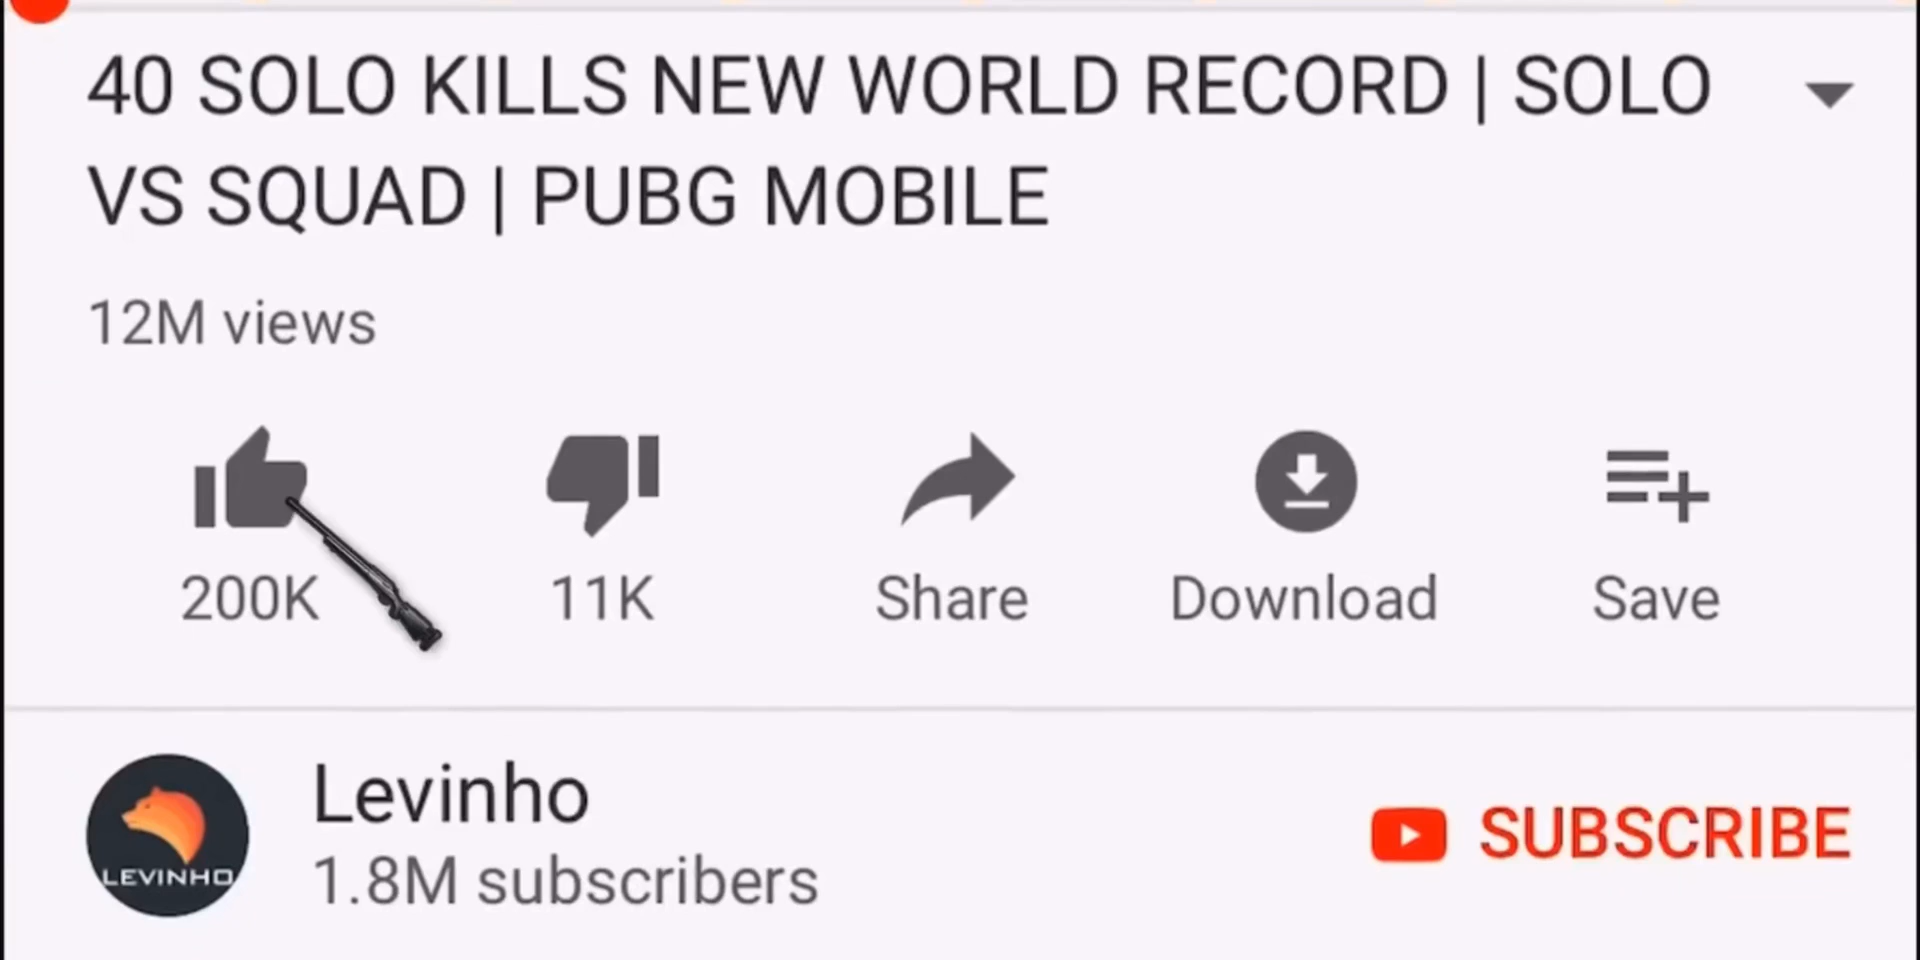 40 SOLO KILLS NEW WORLD RECORD | SOLO
VS SQUAD | PUBG MOBILE
12M views
200K
11K
Share
Download
Save
LEVINHO
Levinho
1.8M subscribers
SUBSCRIBE